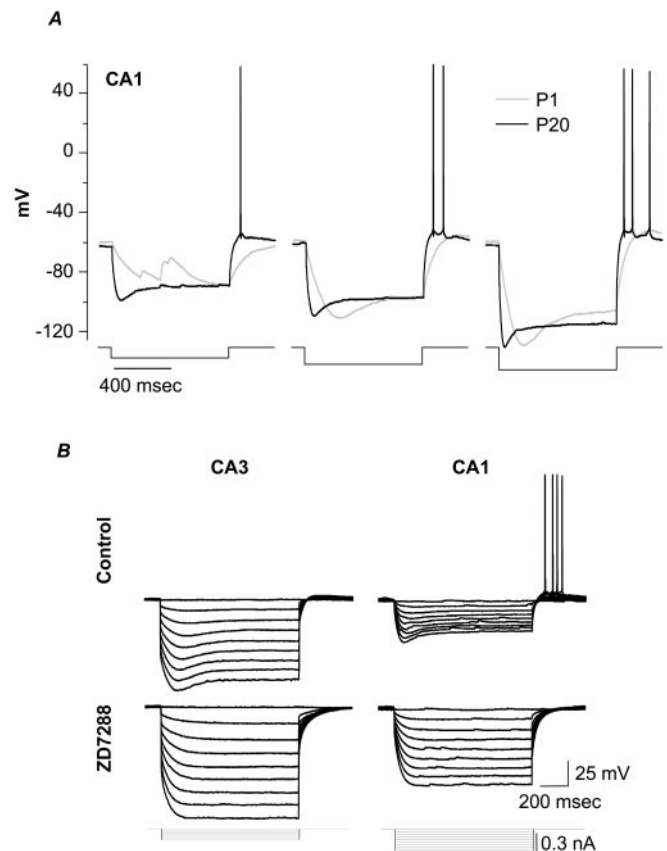 A
CA1
P1
P20
mV
40
0
-40
-80
-120
400 msec
B
CA3
CA1
Control
ZD7288
25 mV
200 msec
0.3 nA